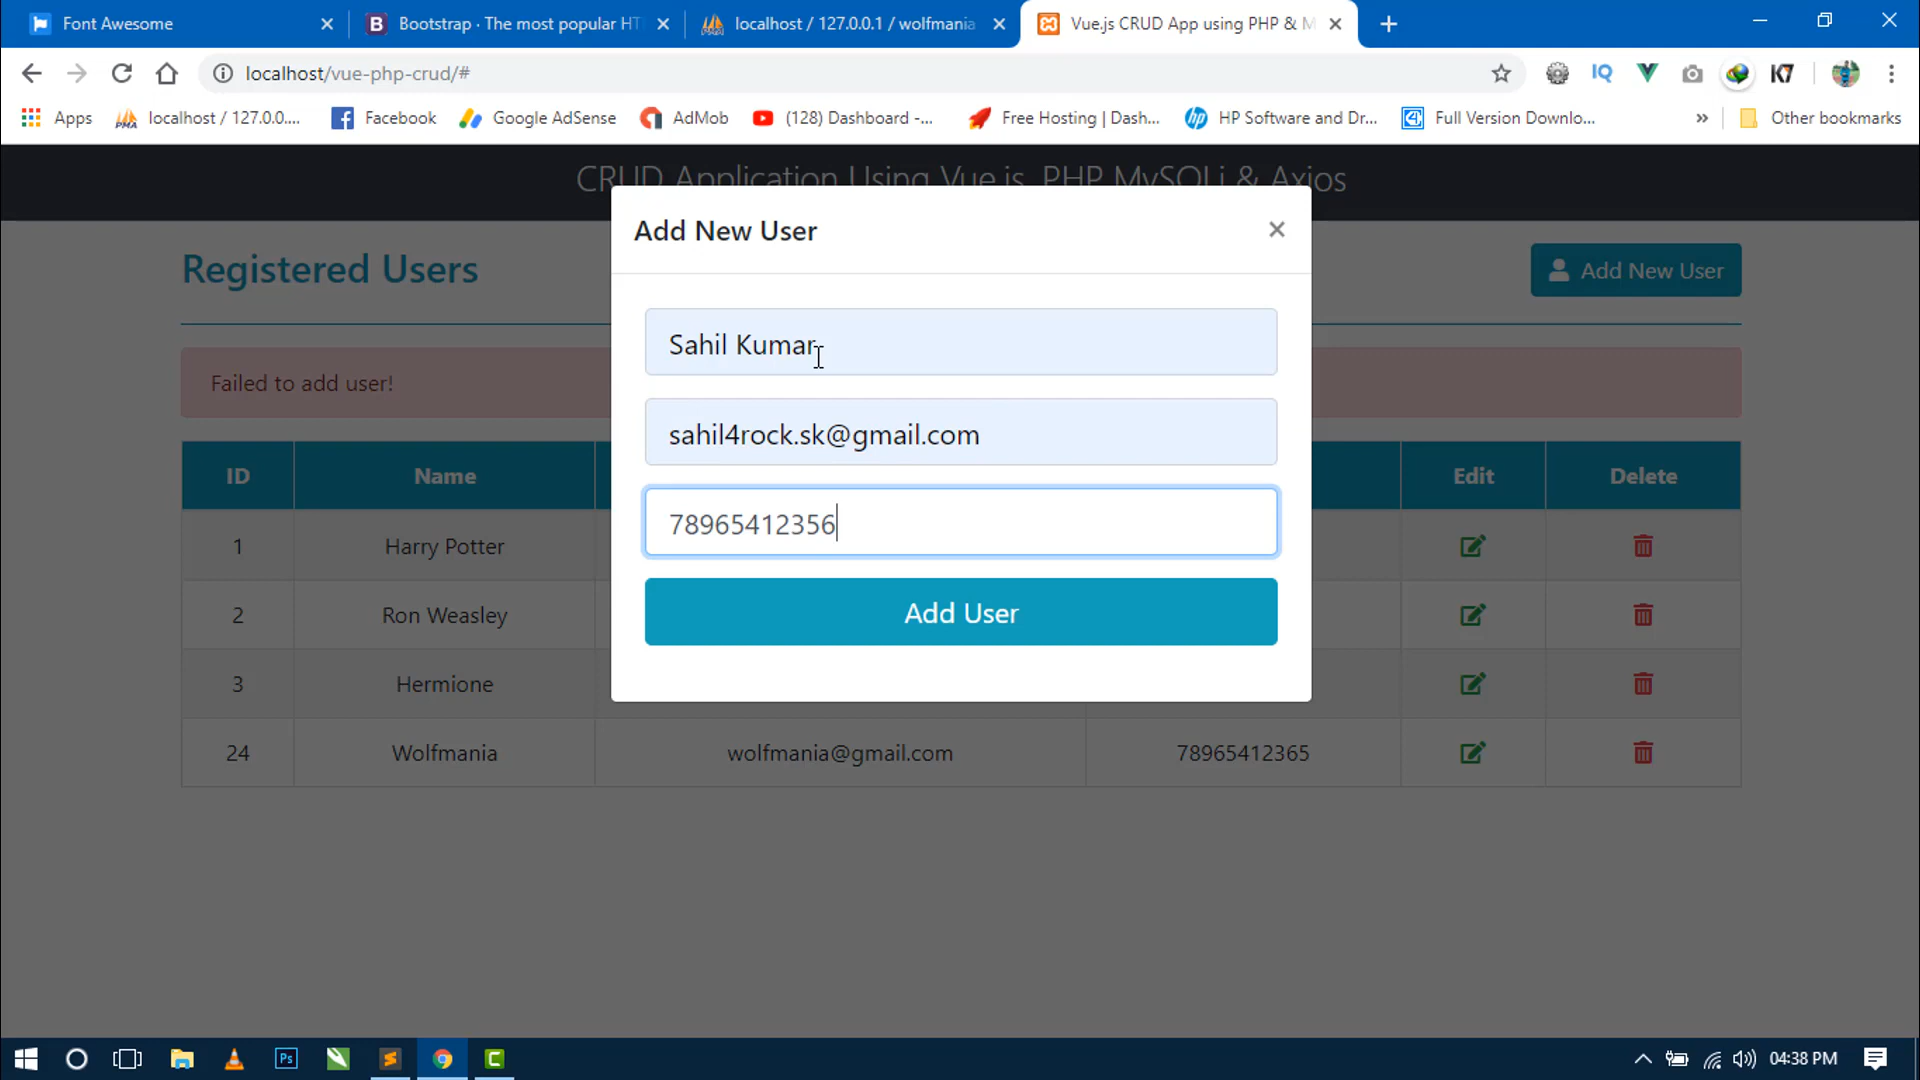 Font Awesome
Bootstrap · The most popular HT
localhost / 127.0.0.1 / wolfmania
Vue.js CRUD App using PHP & M
localhost/vue-php-crud/#
IQ
K7
Apps
localhost / 127.0.0....
Facebook
Google AdSense
AdMob
(128) Dashboard -...
Free Hosting | Dash...
HP Software and Dr...
Full Version Downlo...
»
Other bookmarks
CRUD Application Using Vue.js, PHP MySQLi & Axios
Add New User
×
Registered Users
Add New User
Sahil Kumar
Failed to add user!
sahil4rock.sk@gmail.com
78965412356
Add User
ID Name Edit Delete
1 Harry Potter
2 Ron Weasley
3 Hermione
24 Wolfmania wolfmania@gmail.com 78965412365
Ps
04:38 PM